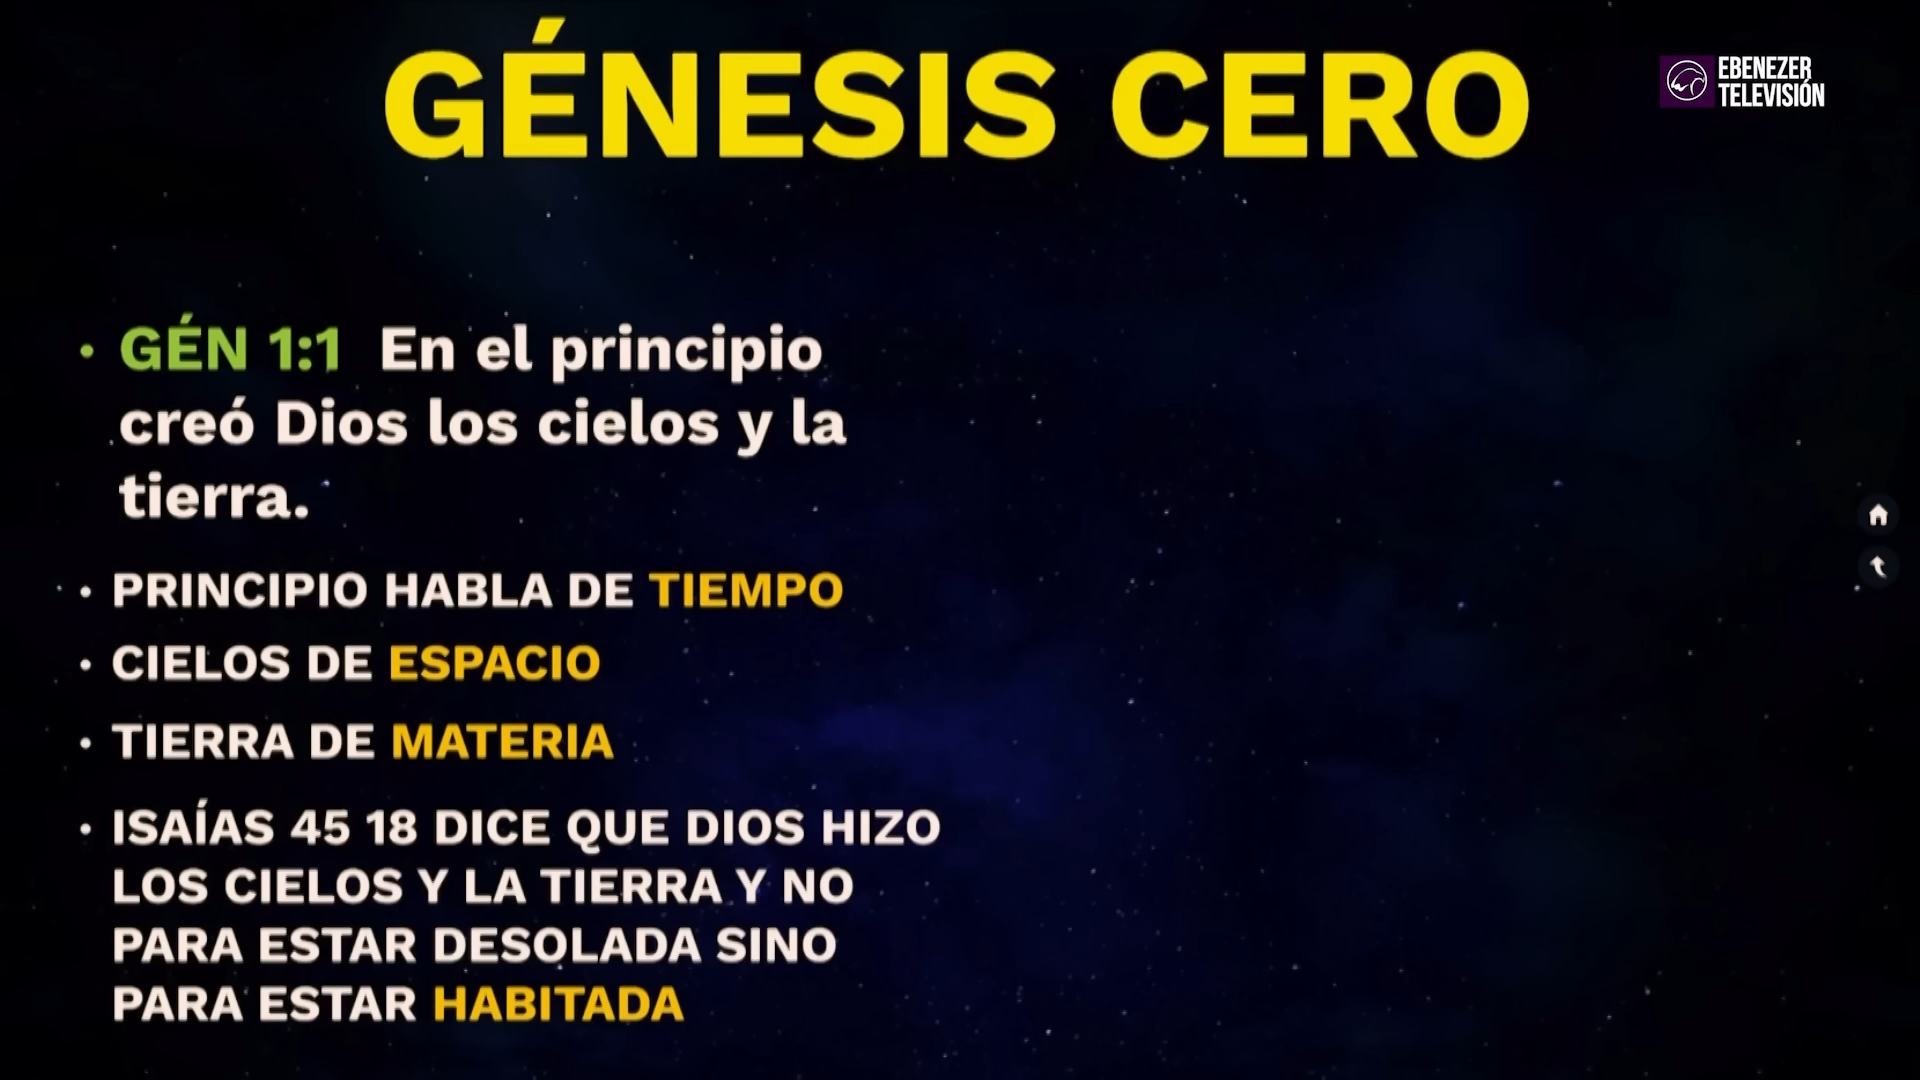 GÉNESIS CERO
EBENEZER
TELEVISIÓN
• GÉN 1:1 En el principio
creó Dios los cielos y la
tierra.
• PRINCIPIO HABLA DE TIEMPO
• CIELOS DE ESPACIO
• TIERRA DE MATERIA
• ISAÍAS 45 18 DICE QUE DIOS HIZO
LOS CIELOS Y LA TIERRA Y NO
PARA ESTAR DESOLADA SINO
PARA ESTAR HABITADA